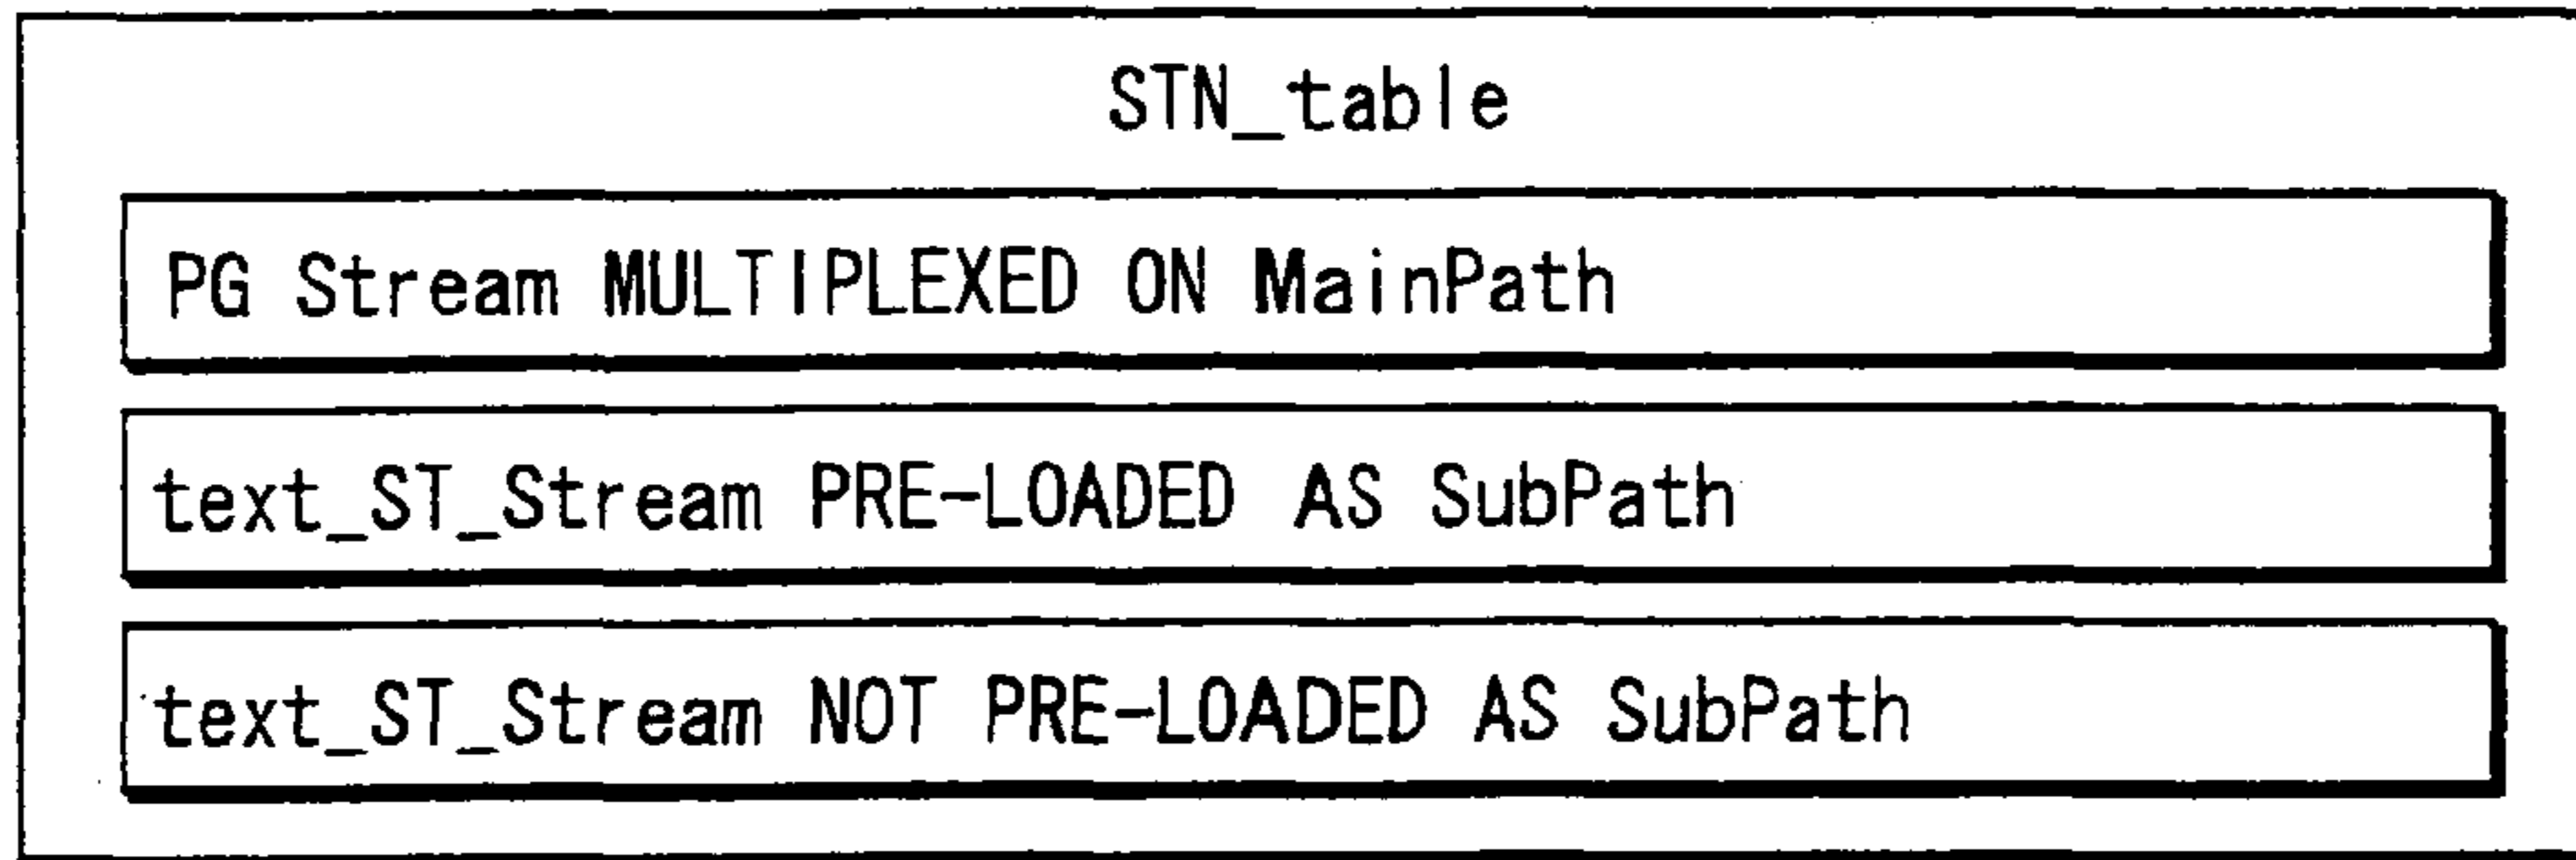 STN_table
PG Stream MULTIPLEXED ON MainPath
text_ST_Stream PRE-LOADED AS SubPath
text_ST_Stream NOT PRE-LOADED AS SubPath